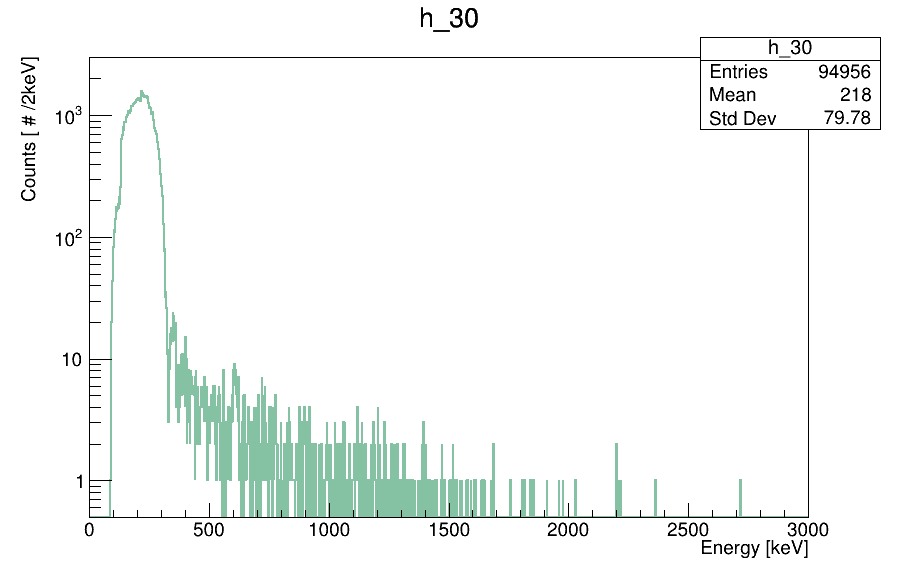 h_30
h_30
Entries 94956
Mean 218
Std Dev 79.78
Counts [ # /2keV]
10³
10²
10
1
0 500 1000 1500 2000 2500 3000
Energy [keV]